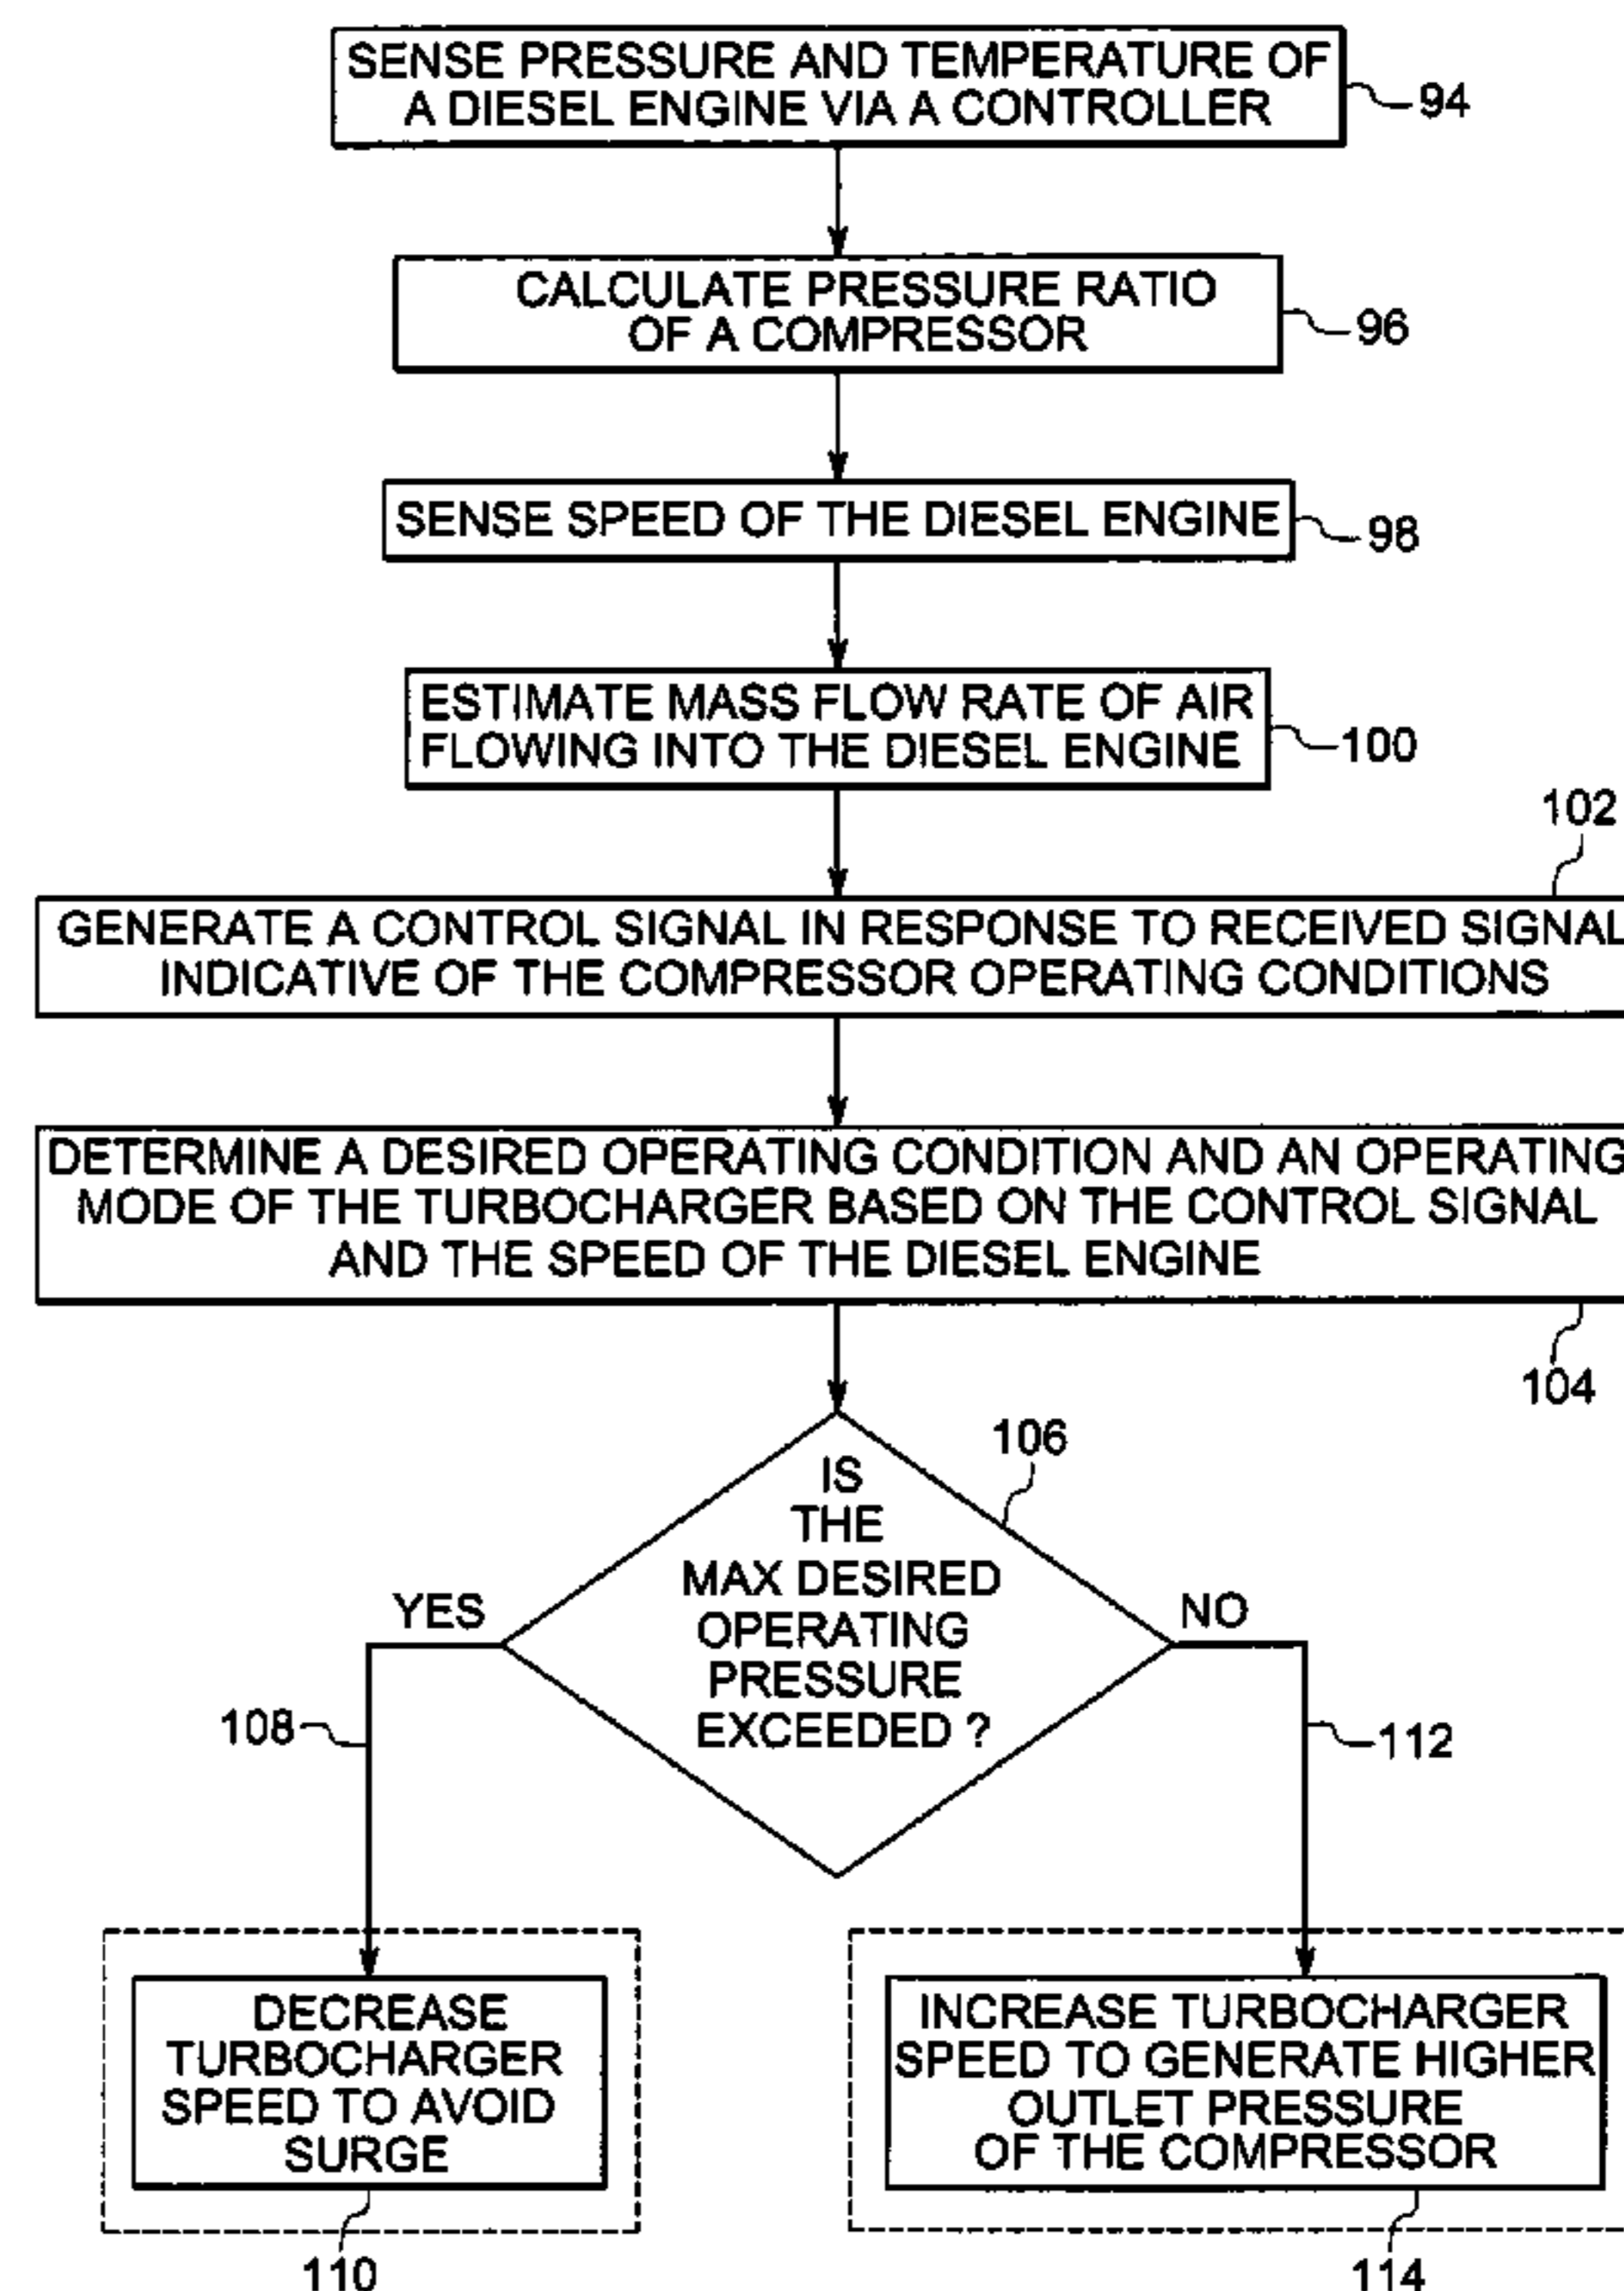 SENSE PRESSURE AND TEMPERATURE OF
A DIESEL ENGINE VIA A CONTROLLER
94
CALCULATE PRESSURE RATIO
OF A COMPRESSOR
96
SENSE SPEED OF THE DIESEL ENGINE
98
ESTIMATE MASS FLOW RATE OF AIR
FLOWING INTO THE DIESEL ENGINE
100
102
GENERATE A CONTROL SIGNAL IN RESPONSE TO RECEIVED SIGNAL
INDICATIVE OF THE COMPRESSOR OPERATING CONDITIONS
DETERMINE A DESIRED OPERATING CONDITION AND AN OPERATING
MODE OF THE TURBOCHARGER BASED ON THE CONTROL SIGNAL
AND THE SPEED OF THE DIESEL ENGINE
104
106
IS
THE
MAX DESIRED
OPERATING
PRESSURE
EXCEEDED ?
YES
NO
108
112
DECREASE
TURBOCHARGER
SPEED TO AVOID
SURGE
110
INCREASE TURBOCHARGER
SPEED TO GENERATE HIGHER
OUTLET PRESSURE
OF THE COMPRESSOR
114